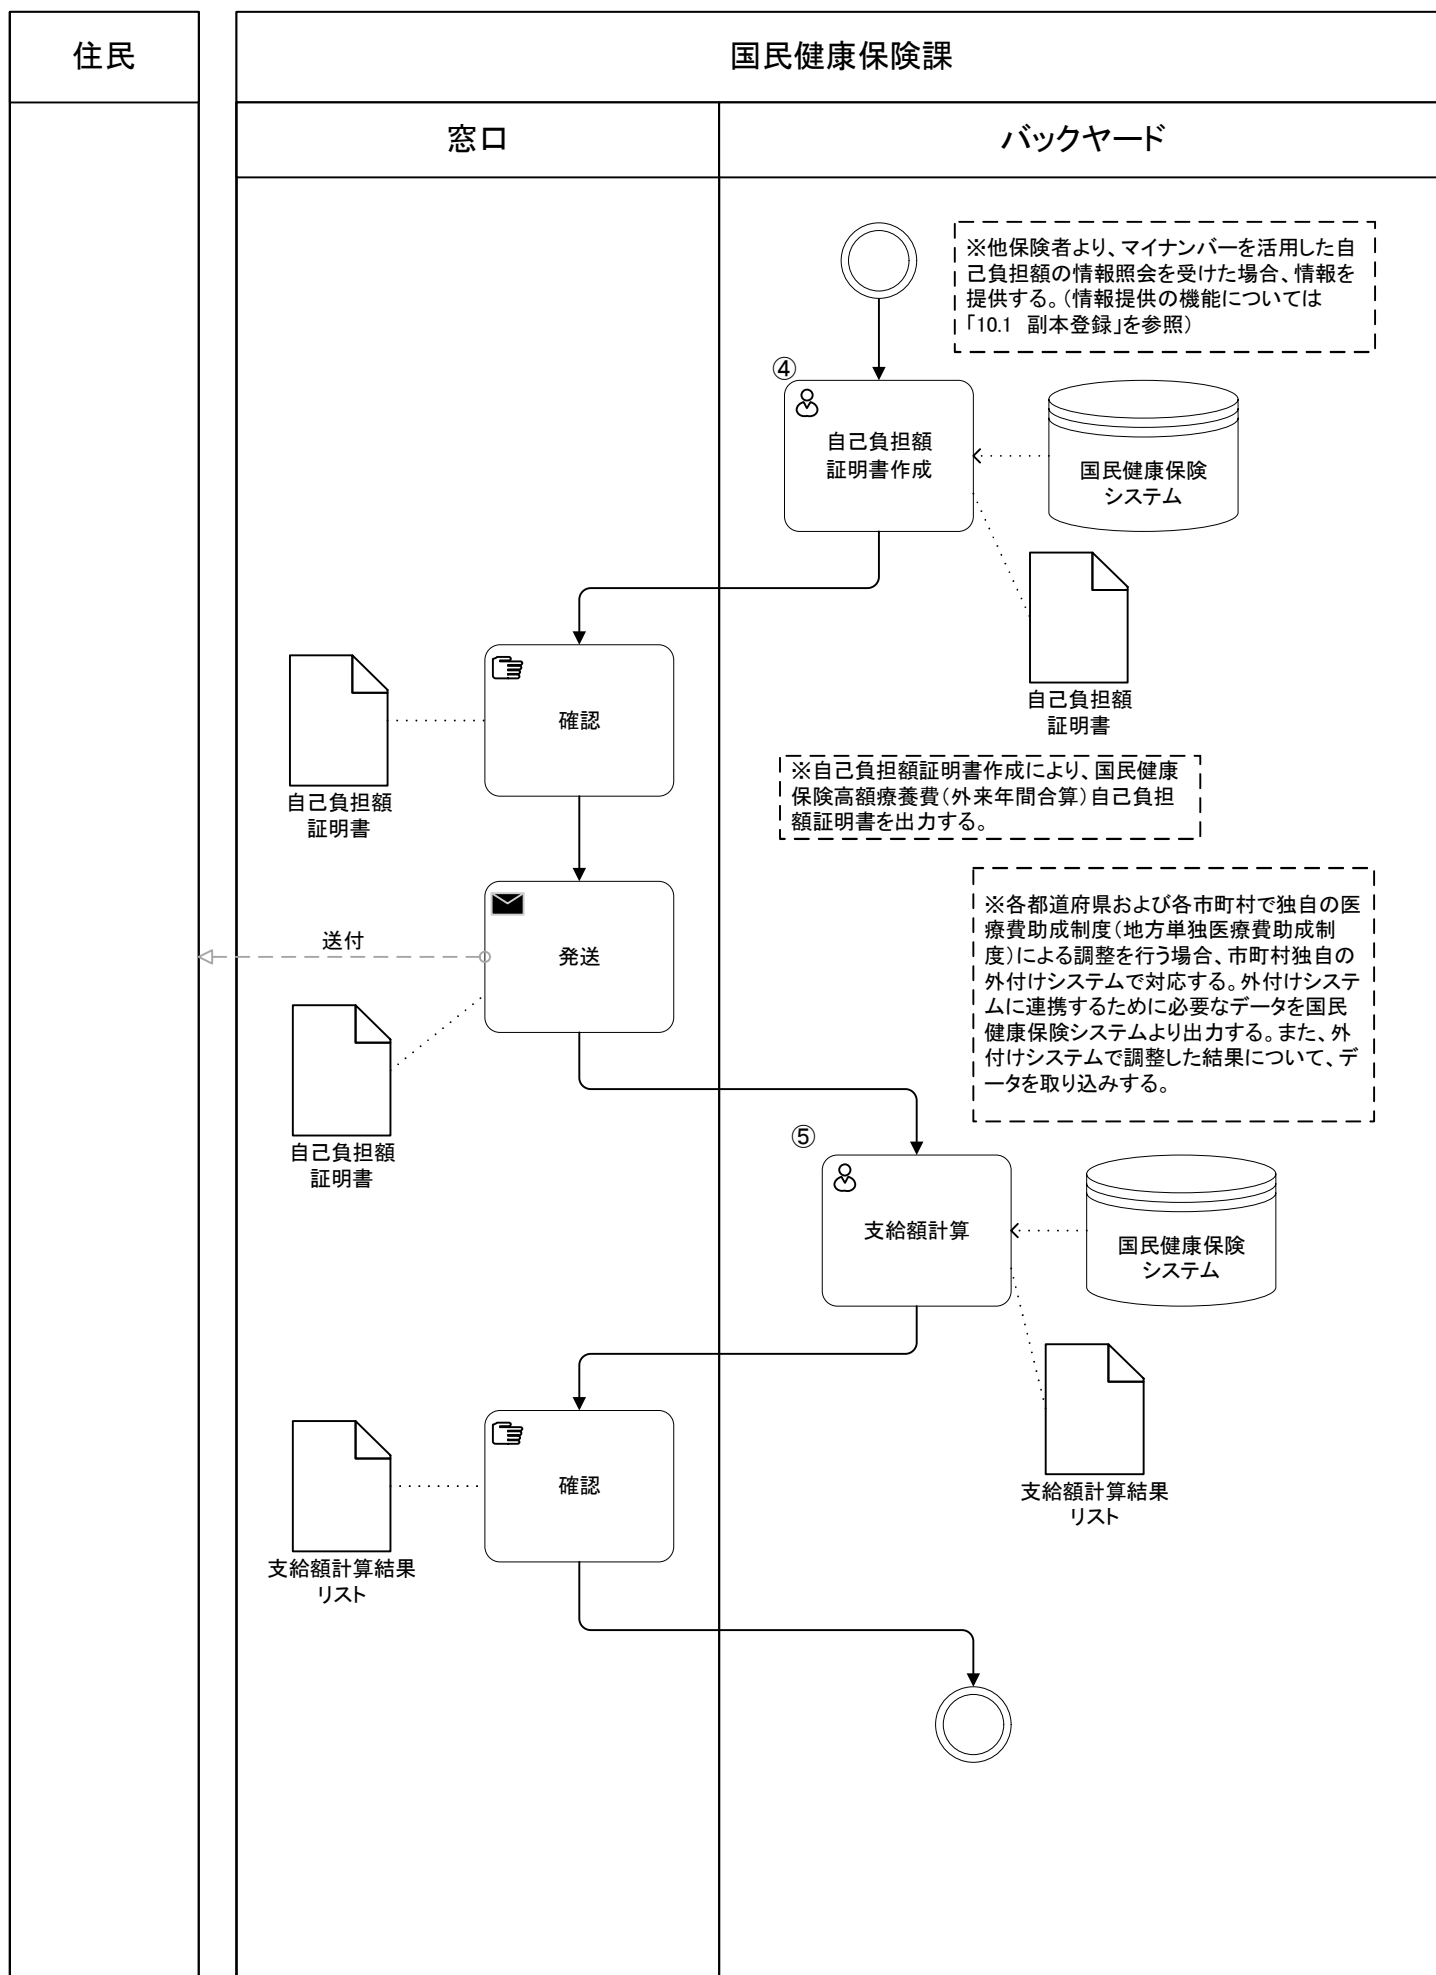 住民
国民健康保険課
窓口
バックヤード
※他保険者より、マイナンバーを活用した自
己負担額の情報照会を受けた場合、情報を
提供する。(情報提供の機能については
「10.1　副本登録」を参照)
④
自己負担額
証明書作成
国民健康保険
システム
自己負担額
証明書
確認
自己負担額
証明書
※自己負担額証明書作成により、国民健康
保険高額療養費(外来年間合算)自己負担
額証明書を出力する。
送付
発送
自己負担額
証明書
※各都道府県および各市町村で独自の医
療費助成制度(地方単独医療費助成制
度)による調整を行う場合、市町村独自の
外付けシステムで対応する。外付けシステ
ムに連携するために必要なデータを国民
健康保険システムより出力する。また、外
付けシステムで調整した結果について、デ
ータを取り込みする。
⑤
支給額計算
国民健康保険
システム
支給額計算結果
リスト
確認
支給額計算結果
リスト